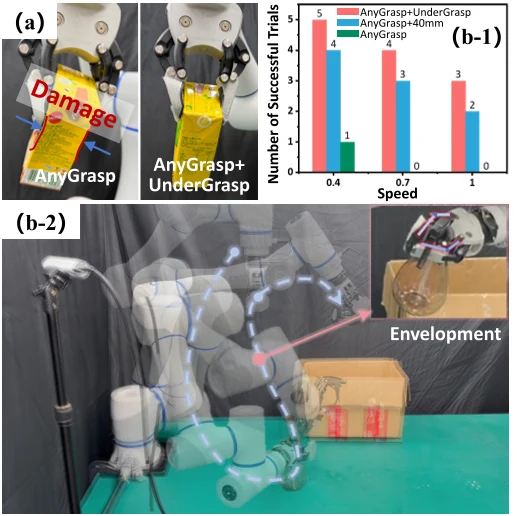 (a)
Damage
AnyGrasp
AnyGrasp+
UnderGrasp
(b-1)
AnyGrasp+UnderGrasp
AnyGrasp+40mm
AnyGrasp
Number of Successful Trials
5
4
3
2
1
0
5
4
1
4
3
0
3
2
0
0.4
0.7
1
Speed
(b-2)
Envelopment